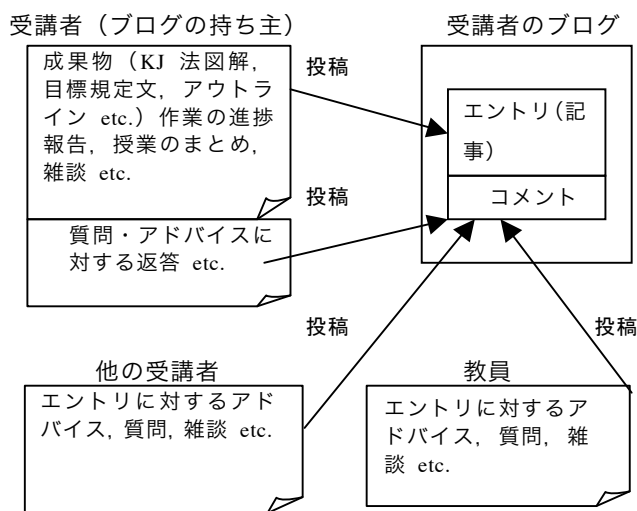 受講者（ブログの持ち主）
成果物（KJ 法図解，
目標規定文，アウトラ
イン etc.）作業の進捗
報告，授業のまとめ，
雑談 etc.
投稿
質問・アドバイスに
対する返答 etc.
投稿
受講者のブログ
エントリ（記
事）
コメント
投稿
投稿
他の受講者
エントリに対するアド
バイス, 質問, 雑談 etc.
教員
エントリに対するア
ドバイス， 質問， 雑
談 etc.